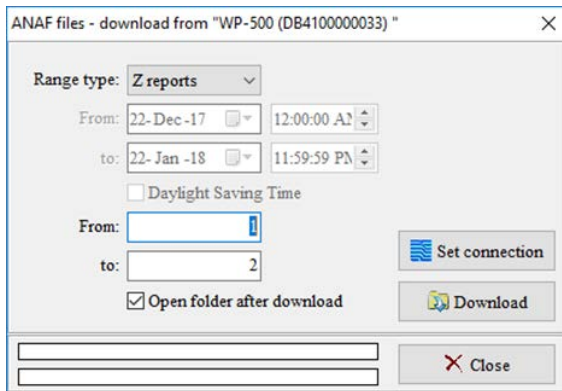 ANAF files - download from "WP-500 (DB4100000033) "
Range type: Z reports
From: 22- Dec -17 12:00:00 AM
to: 22- Jan -18 11:59:59 PM
Daylight Saving Time
From: 1
to: 2
Set connection
Open folder after download
Download
Close